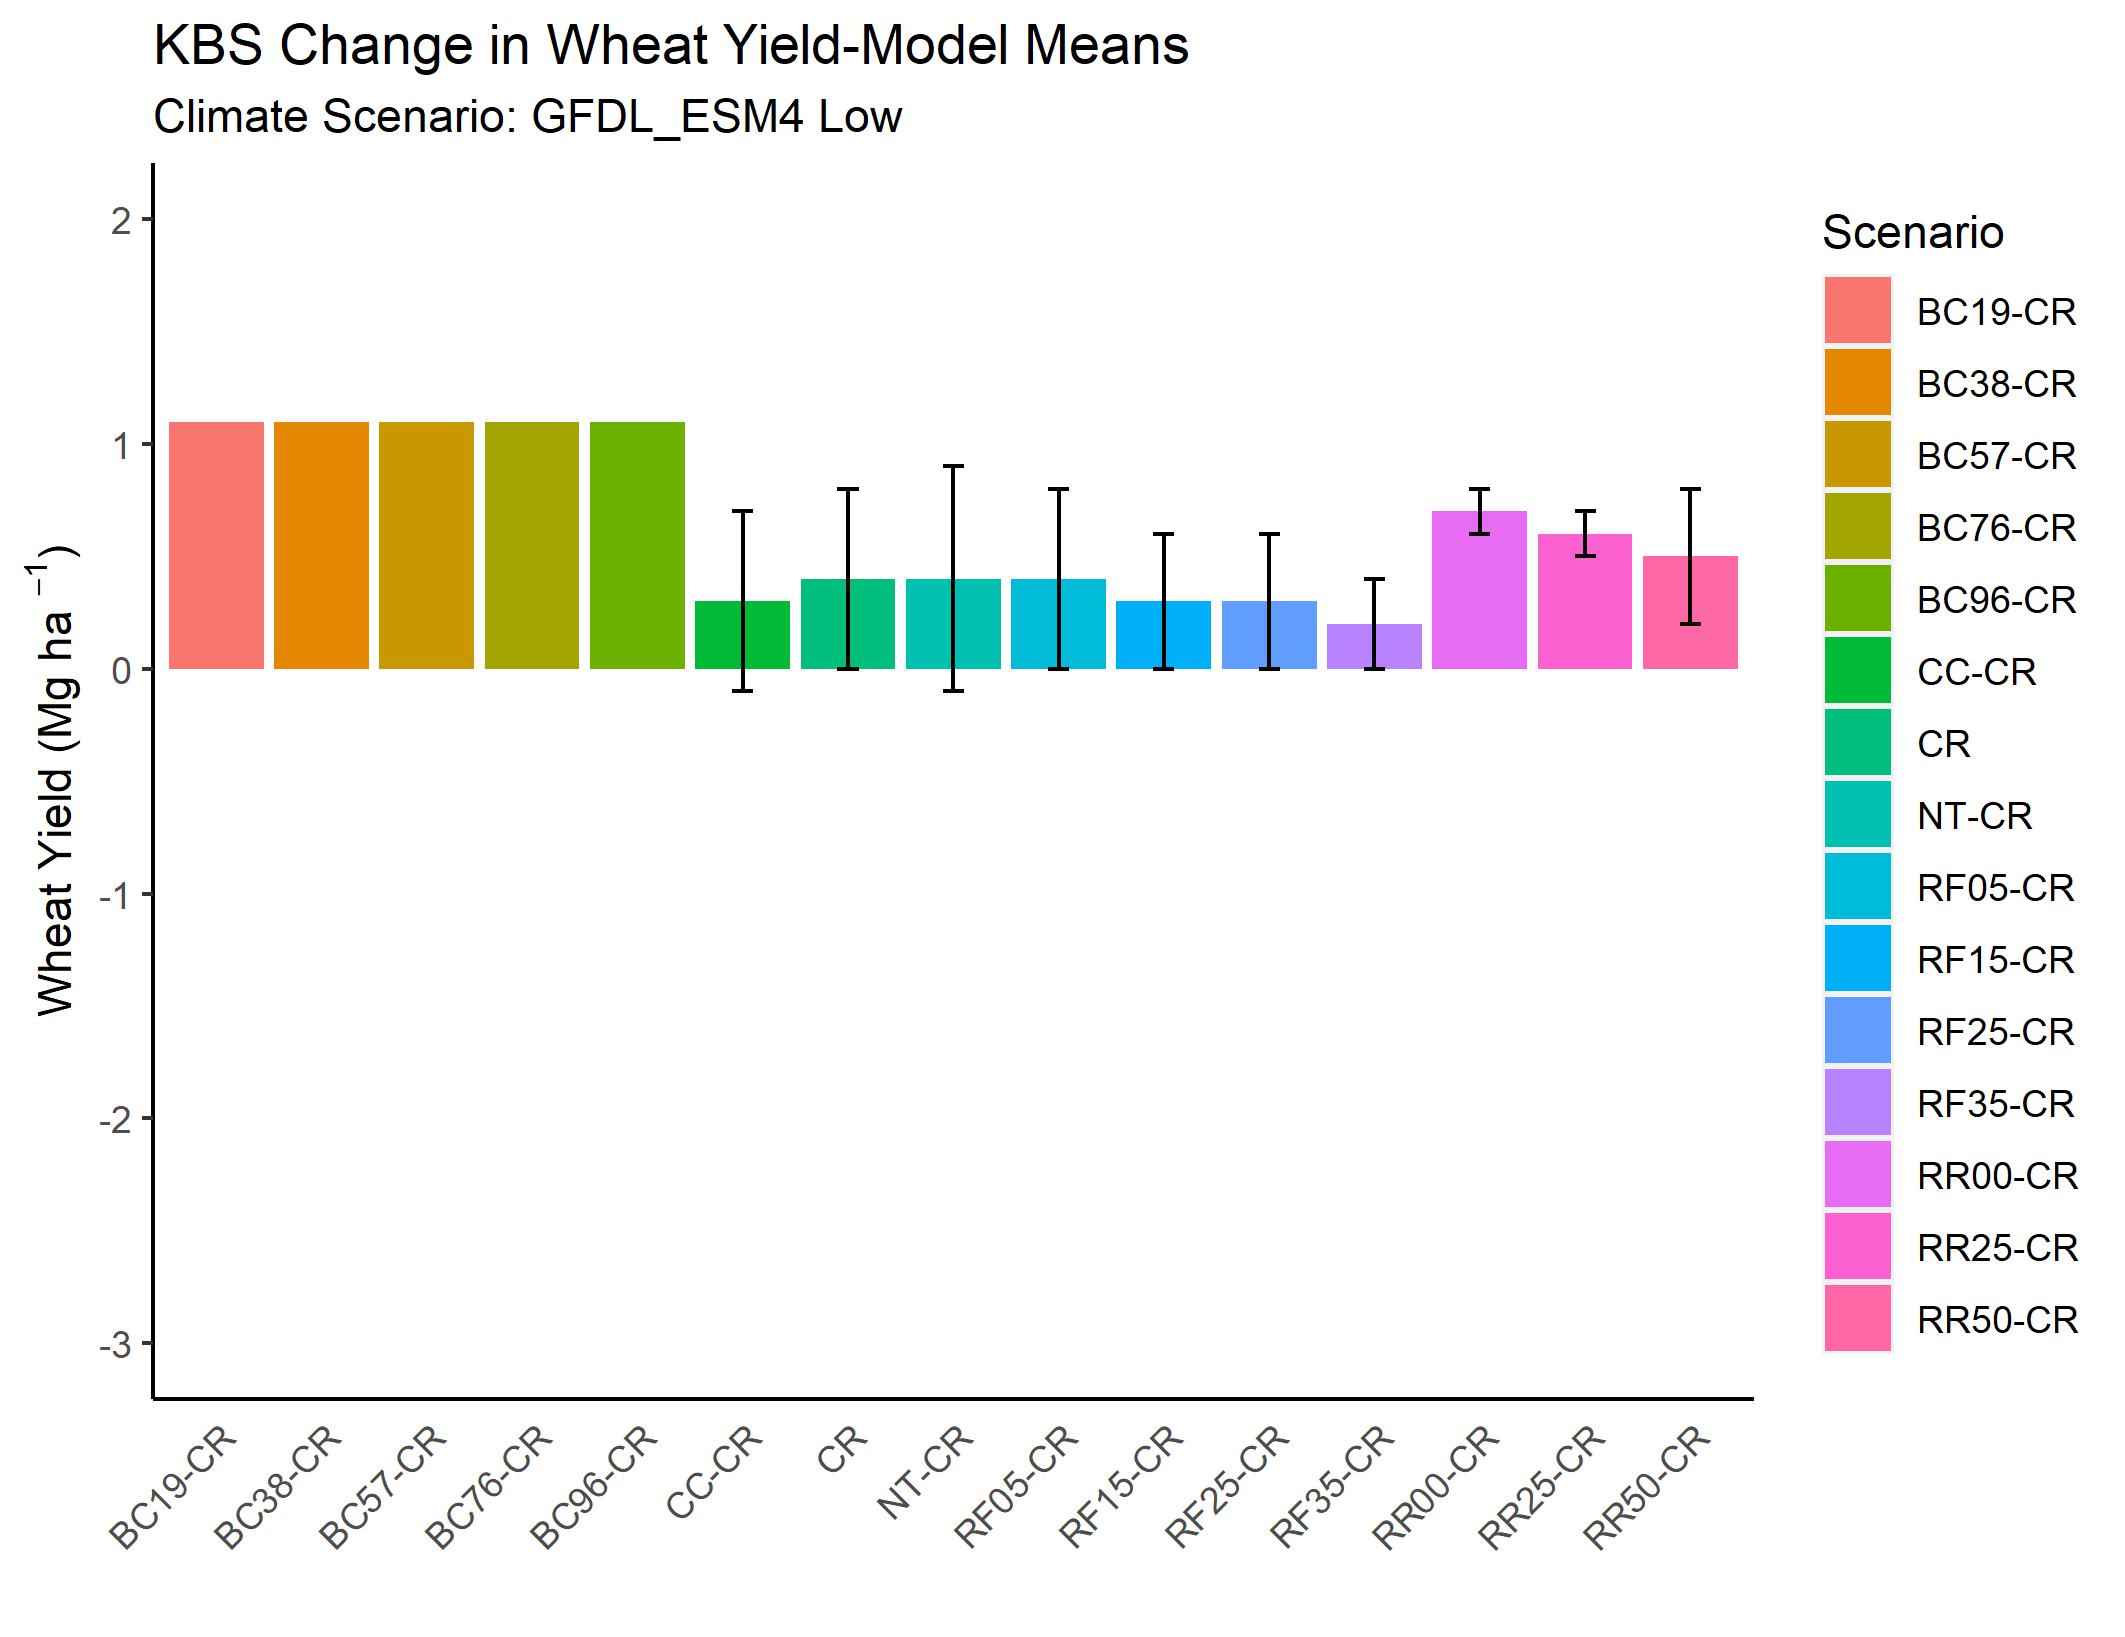 KBS Change in Wheat Yield-Model Means
Climate Scenario: GFDL_ESM4 Low
Wheat Yield (Mg ha ⁻¹)
2
1
0
-1
-2
-3
BC19-CR
BC38-CR
BC57-CR
BC76-CR
BC96-CR
CC-CR
CR
NT-CR
RF05-CR
RF15-CR
RF25-CR
RF35-CR
RR00-CR
RR25-CR
RR50-CR
Scenario
BC19-CR
BC38-CR
BC57-CR
BC76-CR
BC96-CR
CC-CR
CR
NT-CR
RF05-CR
RF15-CR
RF25-CR
RF35-CR
RR00-CR
RR25-CR
RR50-CR